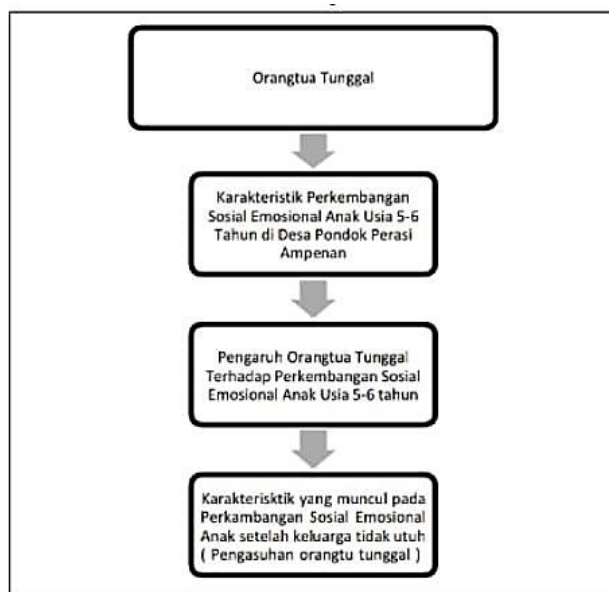 Orangtua Tunggal
Karakteristik Perkembangan
Sosial Emosional Anak Usia 5-6
Tahun di Desa Pondok Perasi
Ampenan
Pengaruh Orangtua Tunggal
Terhadap Perkembangan Sosial
Emosional Anak Usia 5-6 tahun
Karakterisktik yang muncul pada
Perkambangan Sosial Emosional
Anak setelah keluarga tidak utuh
( Pengasuhan orangtu tunggal )